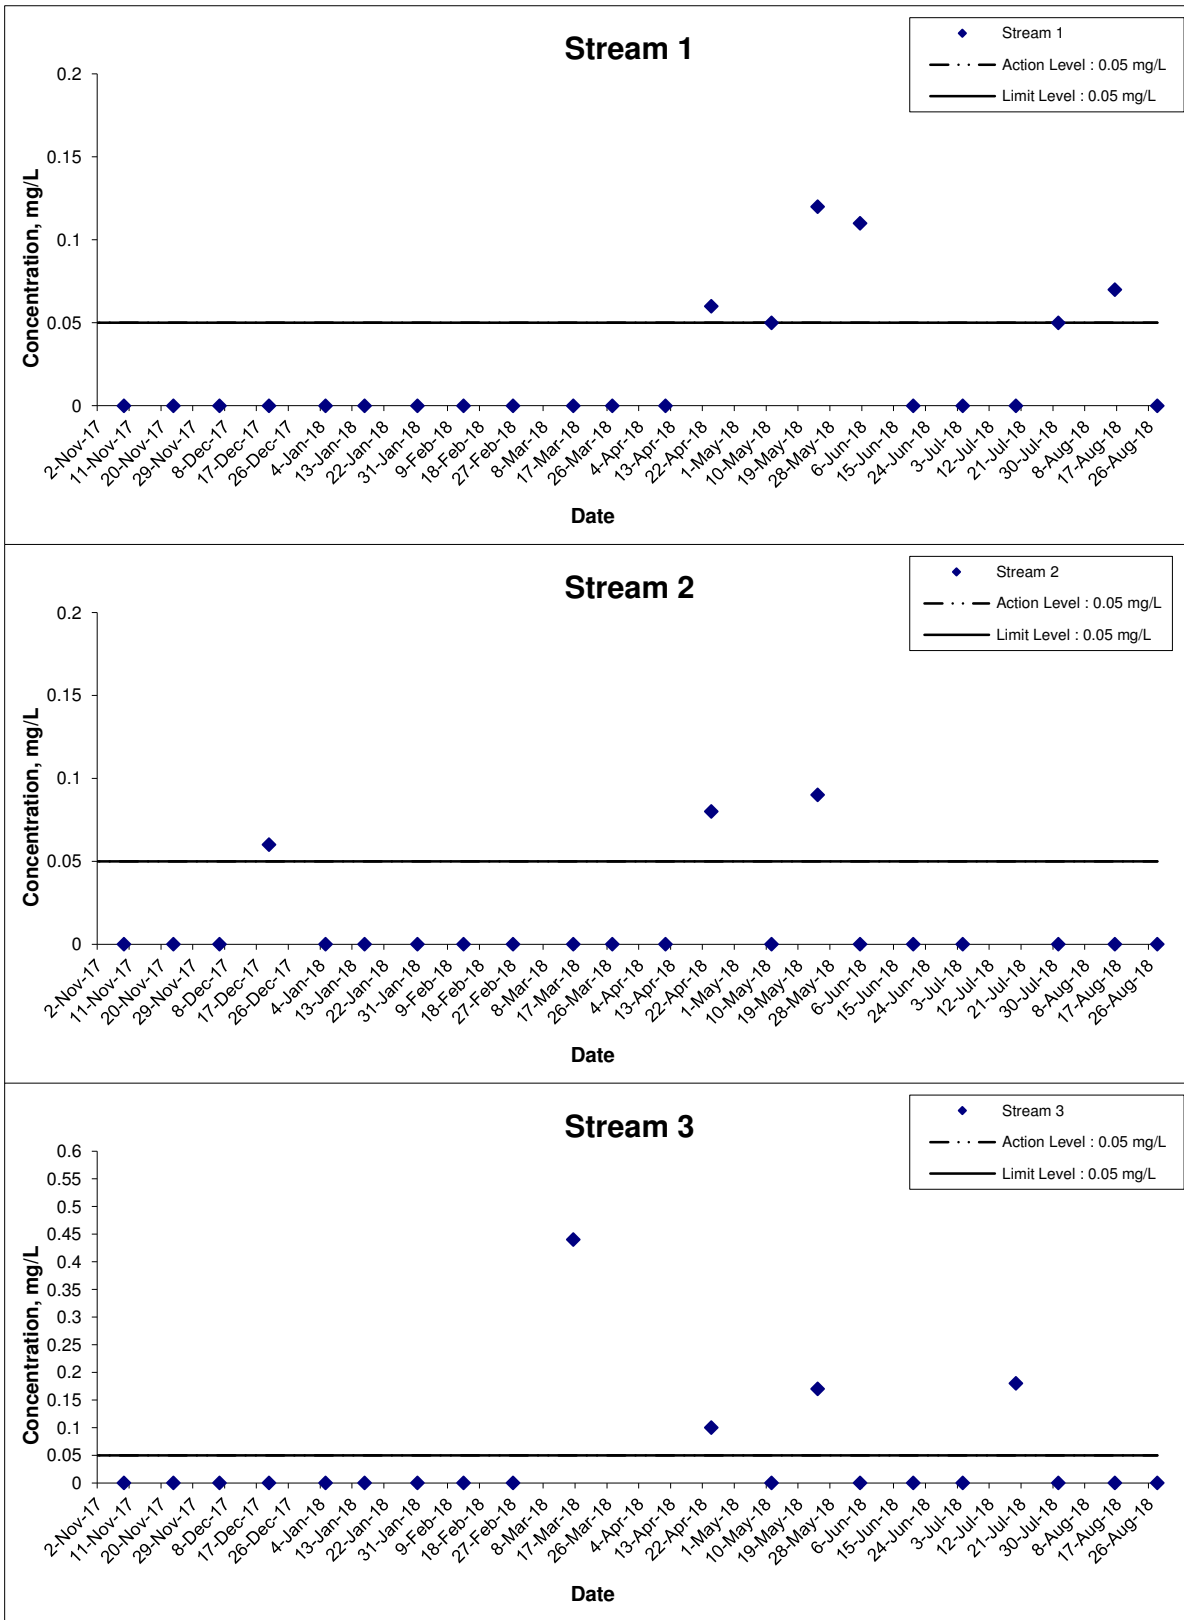 Stream 1
Stream 1
Action Level : 0.05 mg/L
Limit Level : 0.05 mg/L
Concentration, mg/L
0.2
0.15
0.1
0.05
0
2-Nov-17
11-Nov-17
20-Nov-17
29-Nov-17
8-Dec-17
17-Dec-17
26-Dec-17
4-Jan-18
13-Jan-18
22-Jan-18
31-Jan-18
9-Feb-18
18-Feb-18
27-Feb-18
8-Mar-18
17-Mar-18
26-Mar-18
4-Apr-18
13-Apr-18
22-Apr-18
1-May-18
10-May-18
19-May-18
28-May-18
6-Jun-18
15-Jun-18
24-Jun-18
3-Jul-18
12-Jul-18
21-Jul-18
30-Jul-18
8-Aug-18
17-Aug-18
26-Aug-18
Date
Stream 2
Stream 2
Action Level : 0.05 mg/L
Limit Level : 0.05 mg/L
Concentration, mg/L
0.2
0.15
0.1
0.05
0
2-Nov-17
11-Nov-17
20-Nov-17
29-Nov-17
8-Dec-17
17-Dec-17
26-Dec-17
4-Jan-18
13-Jan-18
22-Jan-18
31-Jan-18
9-Feb-18
18-Feb-18
27-Feb-18
8-Mar-18
17-Mar-18
26-Mar-18
4-Apr-18
13-Apr-18
22-Apr-18
1-May-18
10-May-18
19-May-18
28-May-18
6-Jun-18
15-Jun-18
24-Jun-18
3-Jul-18
12-Jul-18
21-Jul-18
30-Jul-18
8-Aug-18
17-Aug-18
26-Aug-18
Date
Stream 3
Stream 3
Action Level : 0.05 mg/L
Limit Level : 0.05 mg/L
Concentration, mg/L
0.6
0.55
0.5
0.45
0.4
0.35
0.3
0.25
0.2
0.15
0.1
0.05
0
2-Nov-17
11-Nov-17
20-Nov-17
29-Nov-17
8-Dec-17
17-Dec-17
26-Dec-17
4-Jan-18
13-Jan-18
22-Jan-18
31-Jan-18
9-Feb-18
18-Feb-18
27-Feb-18
8-Mar-18
17-Mar-18
26-Mar-18
4-Apr-18
13-Apr-18
22-Apr-18
1-May-18
10-May-18
19-May-18
28-May-18
6-Jun-18
15-Jun-18
24-Jun-18
3-Jul-18
12-Jul-18
21-Jul-18
30-Jul-18
8-Aug-18
17-Aug-18
26-Aug-18
Date